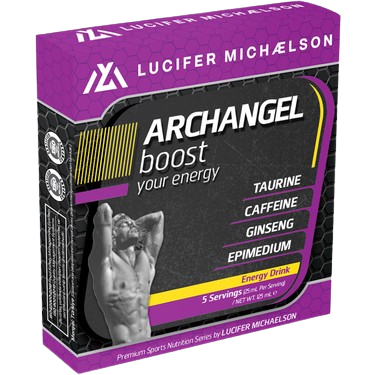 LUCIFER MICHÆLSON
ARCHANGEL
boost
your energy
TAURINE
CAFFEINE
GINSENG
EPIMEDIUM
Energy Drink
5 Servings (25 mL Per Serving)
/ NET WT. 125 mL ℮
Premium Sports Nutrition Series by LUCIFER MICHAELSON